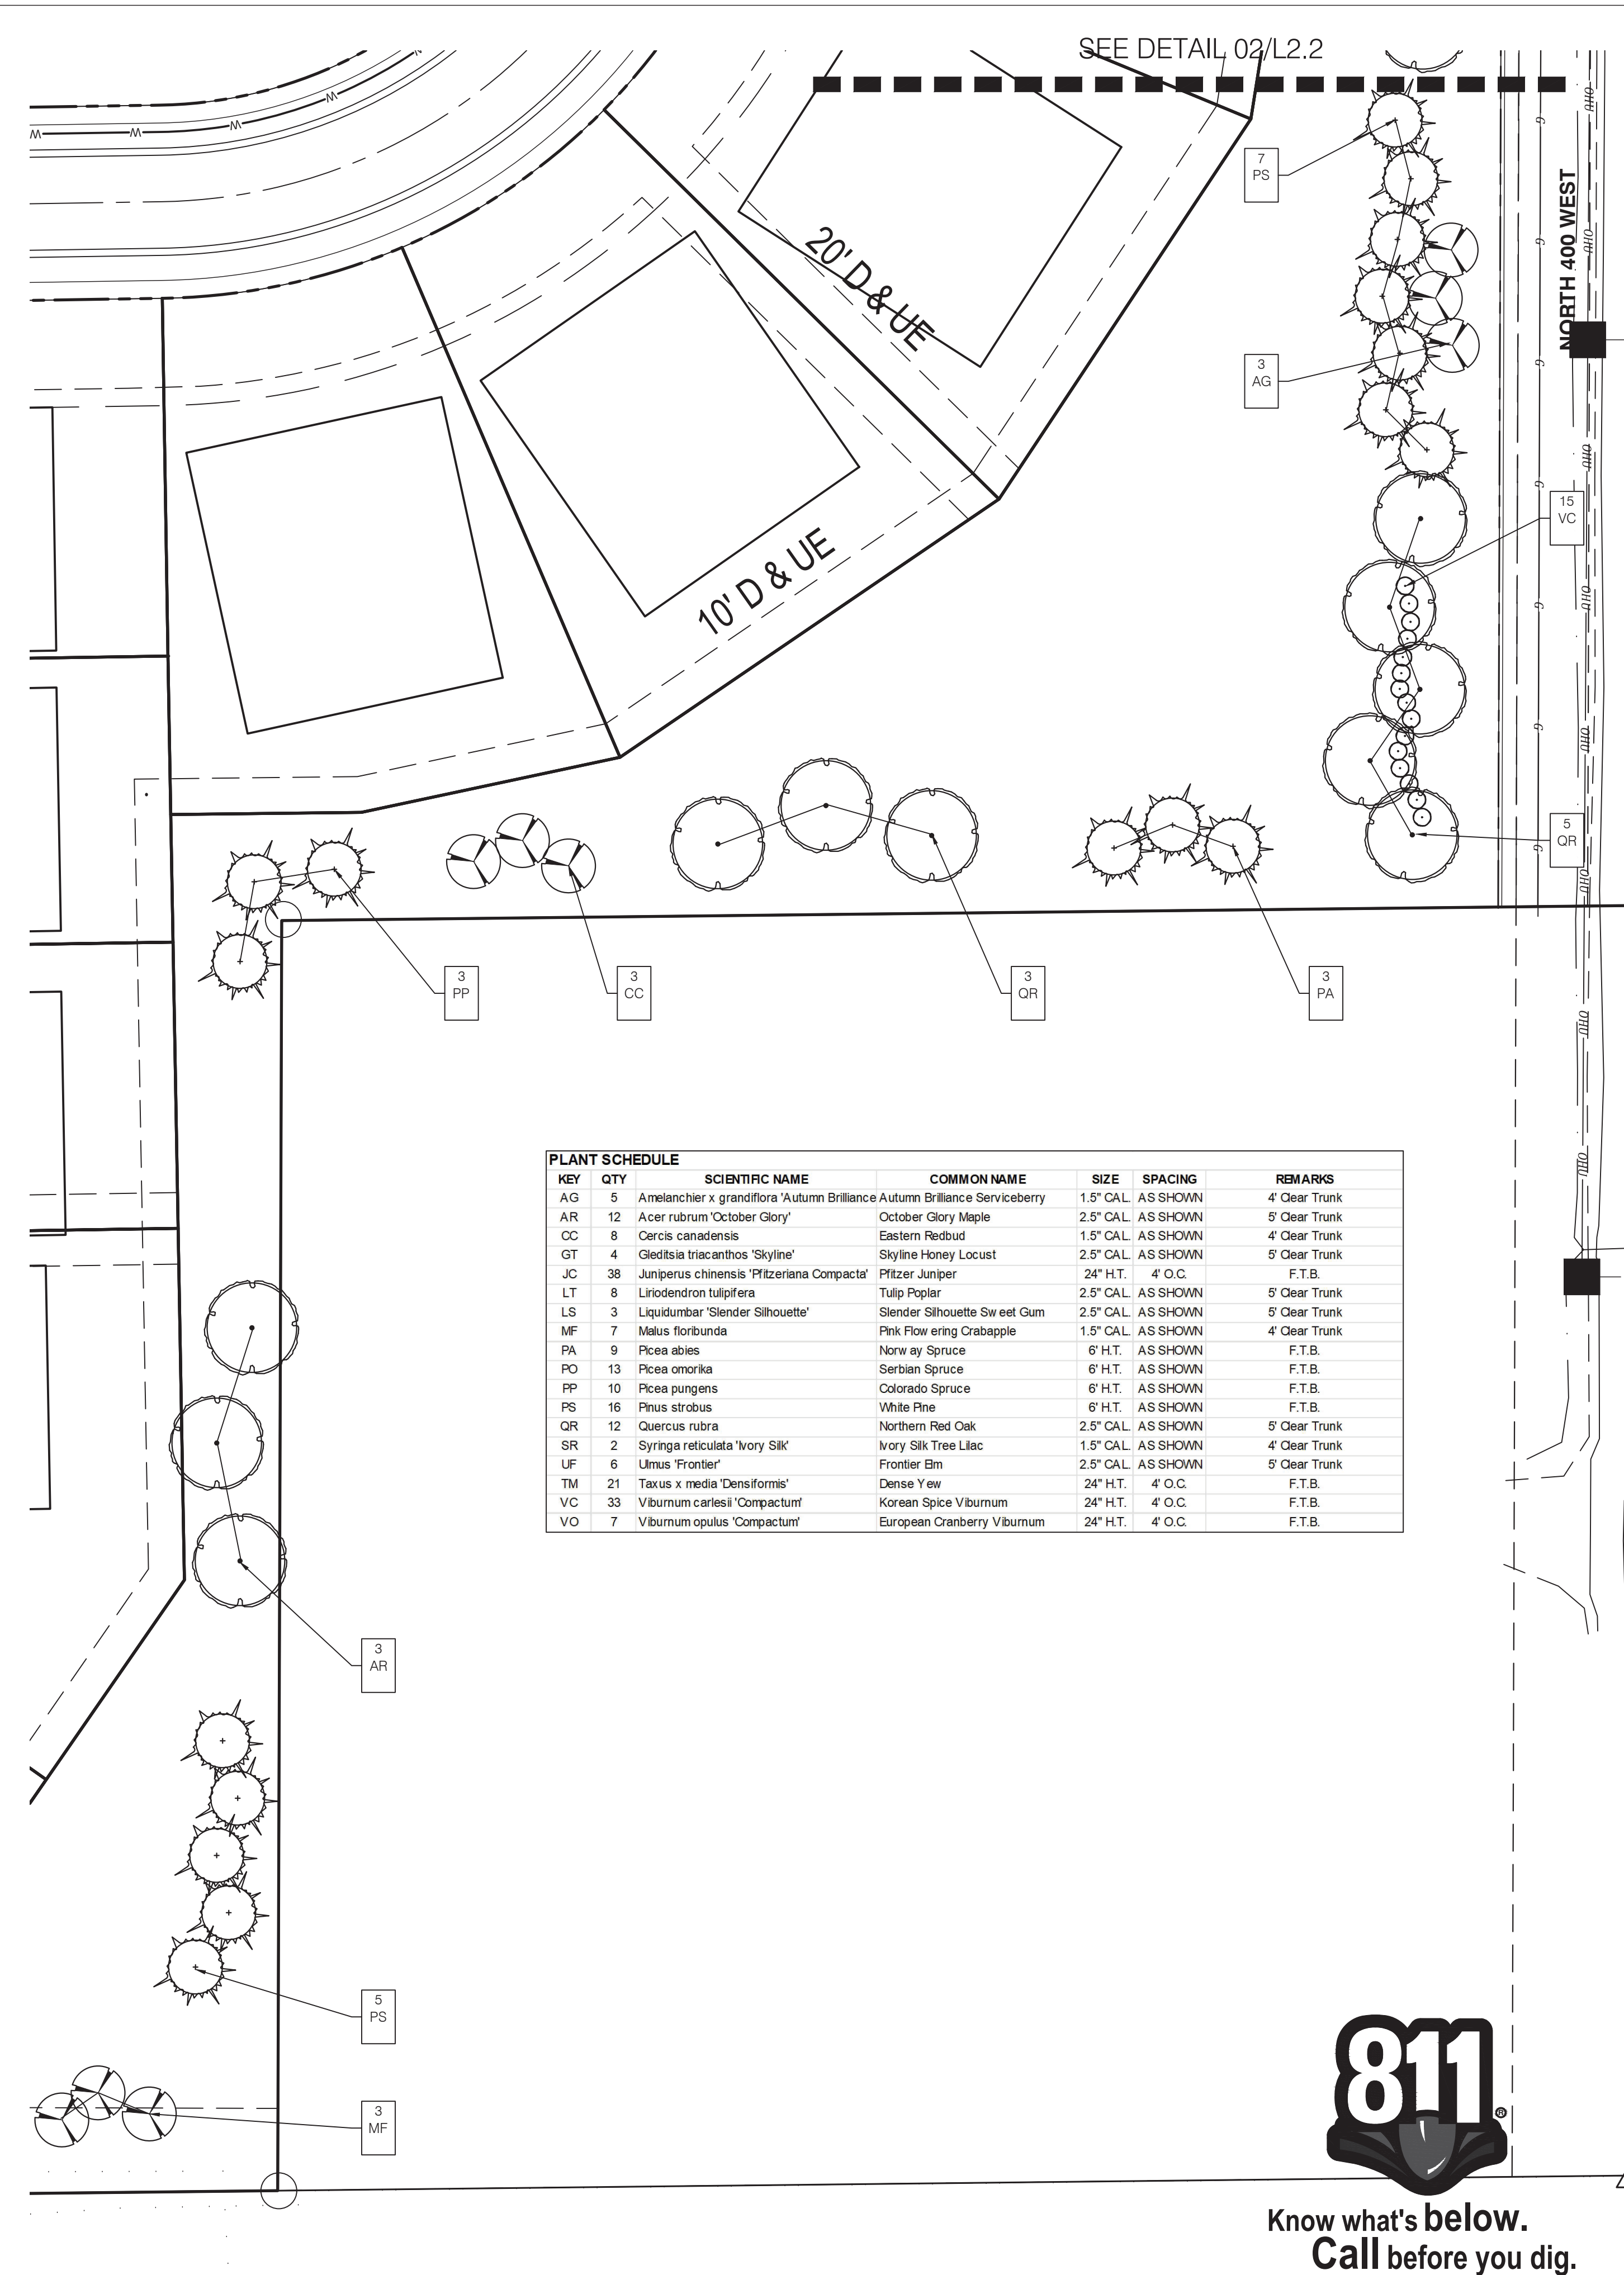 SEE DETAIL 02/L2.2
W
W
W
W
W
7
PS
NORTH 400 WEST
OHU
OHU
OHU
OHU
OHU
OHU
OHU
OHU
G
G
G
G
G
G
G
20' D & UE
3
AG
15
VC
10' D & UE
5
QR
3
PP
3
CC
3
QR
3
PA
PLANT SCHEDULE
KEY QTY SCIENTIFIC NAME COMMON NAME SIZE SPACING REMARKS
AG 5 Amelanchier x grandiflora 'Autumn Brilliance Autumn Brilliance Serviceberry 1.5" CAL. AS SHOWN 4' Clear Trunk
AR 12 Acer rubrum 'October Glory' October Glory Maple 2.5" CAL. AS SHOWN 5' Clear Trunk
CC 8 Cercis canadensis Eastern Redbud 1.5" CAL. AS SHOWN 4' Clear Trunk
GT 4 Gleditsia triacanthos 'Skyline' Skyline Honey Locust 2.5" CAL. AS SHOWN 5' Clear Trunk
JC 38 Juniperus chinensis 'Pfitzeriana Compacta' Pfitzer Juniper 24" H.T. 4' O.C. F.T.B.
LT 8 Liriodendron tulipifera Tulip Poplar 2.5" CAL. AS SHOWN 5' Clear Trunk
LS 3 Liquidumbar 'Slender Silhouette' Slender Silhouette Sweet Gum 2.5" CAL. AS SHOWN 5' Clear Trunk
MF 7 Malus floribunda Pink Flowering Crabapple 1.5" CAL. AS SHOWN 4' Clear Trunk
PA 9 Picea abies Norway Spruce 6' H.T. AS SHOWN F.T.B.
PO 13 Picea omorika Serbian Spruce 6' H.T. AS SHOWN F.T.B.
PP 10 Picea pungens Colorado Spruce 6' H.T. AS SHOWN F.T.B.
PS 16 Pinus strobus White Pine 6' H.T. AS SHOWN F.T.B.
QR 12 Quercus rubra Northern Red Oak 2.5" CAL. AS SHOWN 5' Clear Trunk
SR 2 Syringa reticulata 'Ivory Silk' Ivory Silk Tree Lilac 1.5" CAL. AS SHOWN 4' Clear Trunk
UF 6 Ulmus 'Frontier' Frontier Elm 2.5" CAL. AS SHOWN 5' Clear Trunk
TM 21 Taxus x media 'Densiformis' Dense Yew 24" H.T. 4' O.C. F.T.B.
VC 33 Viburnum carlesii 'Compactum' Korean Spice Viburnum 24" H.T. 4' O.C. F.T.B.
VO 7 Viburnum opulus 'Compactum' European Cranberry Viburnum 24" H.T. 4' O.C. F.T.B.
3
AR
5
PS
3
MF
811®
Know what's below.
Call before you dig.